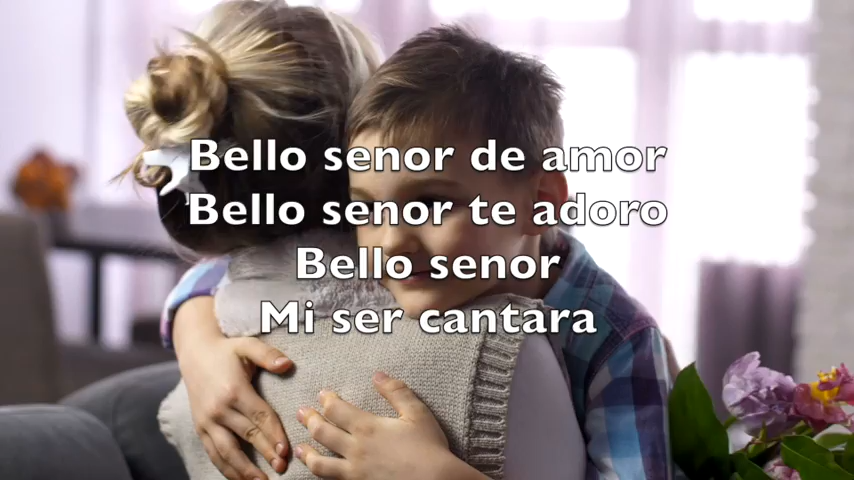 Bello senor de amor
Bello senor te adoro
Bello senor
Mi ser cantara